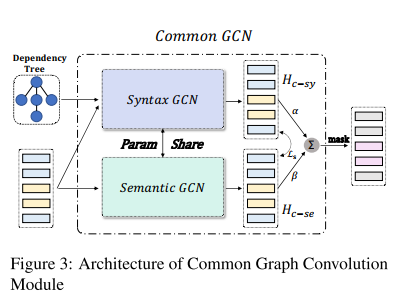 Common GCN
Dependency
Tree
Syntax GCN
H_{c-sy}
α
Param Share
L_s
Σ
mask
Semantic GCN
β
H_{c-se}
Figure 3: Architecture of Common Graph Convolution
Module